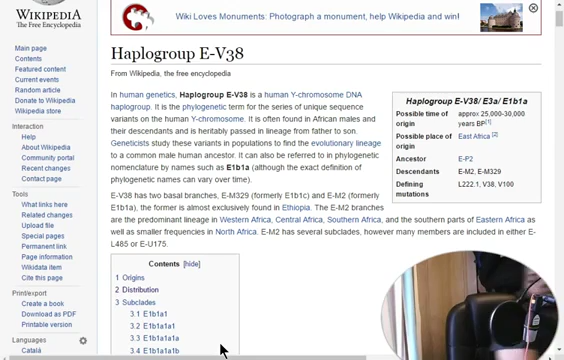 WIKIPEDIA
The Free Encyclopedia
Main page
Contents
Featured content
Current events
Random article
Donate to Wikipedia
Wikipedia store
Interaction
Help
About Wikipedia
Community portal
Recent changes
Contact page
Tools
What links here
Related changes
Upload file
Special pages
Permanent link
Page information
Wikidata item
Cite this page
Print/export
Create a book
Download as PDF
Printable version
Languages
Català
Wiki Loves Monuments: Photograph a monument, help Wikipedia and win!
Haplogroup E-V38
From Wikipedia, the free encyclopedia
In human genetics, Haplogroup E-V38 is a human Y-chromosome DNA
haplogroup. It is the phylogenetic term for the series of unique sequence
variants on the human Y-chromosome. It is often found in African males and
their descendants and is heritably passed in lineage from father to son.
Geneticists study these variants in populations to find the evolutionary lineage
to a common male human ancestor. It can also be referred to in phylogenetic
nomenclature by names such as E1b1a (although the exact definition of
phylogenetic names can vary over time).
E-V38 has two basal branches, E-M329 (formerly E1b1c) and E-M2 (formerly
E1b1a), the former is almost exclusively found in Ethiopia. The E-M2 branches
are the predominant lineage in Western Africa, Central Africa, Southern Africa, and the southern parts of Eastern Africa as
well as smaller frequencies in North Africa. E-M2 has several subclades, however many members are included in either E-
L485 or E-U175.
Haplogroup E-V38/ E3a/ E1b1a
Possible time of origin approx 25,000-30,000 years BP[1]
Possible place of origin East Africa [2]
Ancestor E-P2
Descendants E-M2, E-M329
Defining mutations L222.1, V38, V100
Contents [hide]
1 Origins
2 Distribution
3 Subclades
3.1 E1b1a1
3.2 E1b1a1a1
3.3 E1b1a1a1a
3.4 E1b1a1a1b